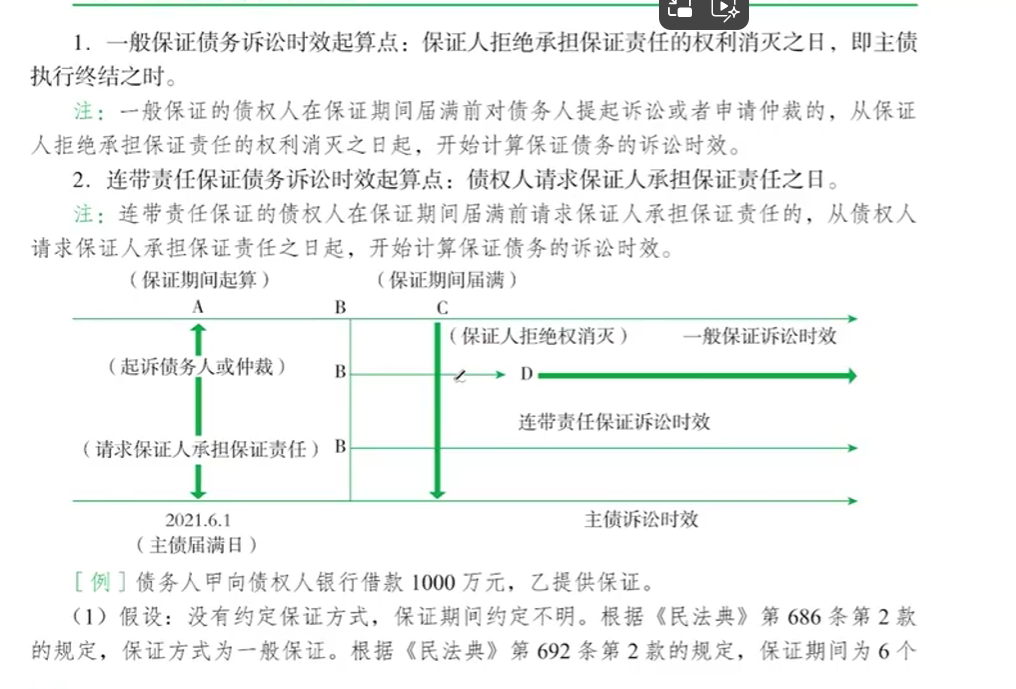 1. 一般保证债务诉讼时效起算点：保证人拒绝承担保证责任的权利消灭之日，即主债
执行终结之时。
注：一般保证的债权人在保证期间届满前对债务人提起诉讼或者申请仲裁的，从保证
人拒绝承担保证责任的权利消灭之日起，开始计算保证债务的诉讼时效。
2. 连带责任保证债务诉讼时效起算点：债权人请求保证人承担保证责任之日。
注：连带责任保证的债权人在保证期间届满前请求保证人承担保证责任的，从债权人
请求保证人承担保证责任之日起，开始计算保证债务的诉讼时效。
（保证期间起算） （保证期间届满）
A B C
（保证人拒绝权消灭） 一般保证诉讼时效
（起诉债务人或仲裁） B D
连带责任保证诉讼时效
（请求保证人承担保证责任） B
2021.6.1 主债诉讼时效
（主债届满日）
［例］债务人甲向债权人银行借款 1000 万元，乙提供保证。
（1）假设：没有约定保证方式，保证期间约定不明。根据《民法典》第 686 条第 2 款
的规定，保证方式为一般保证。根据《民法典》第 692 条第 2 款的规定，保证期间为 6 个